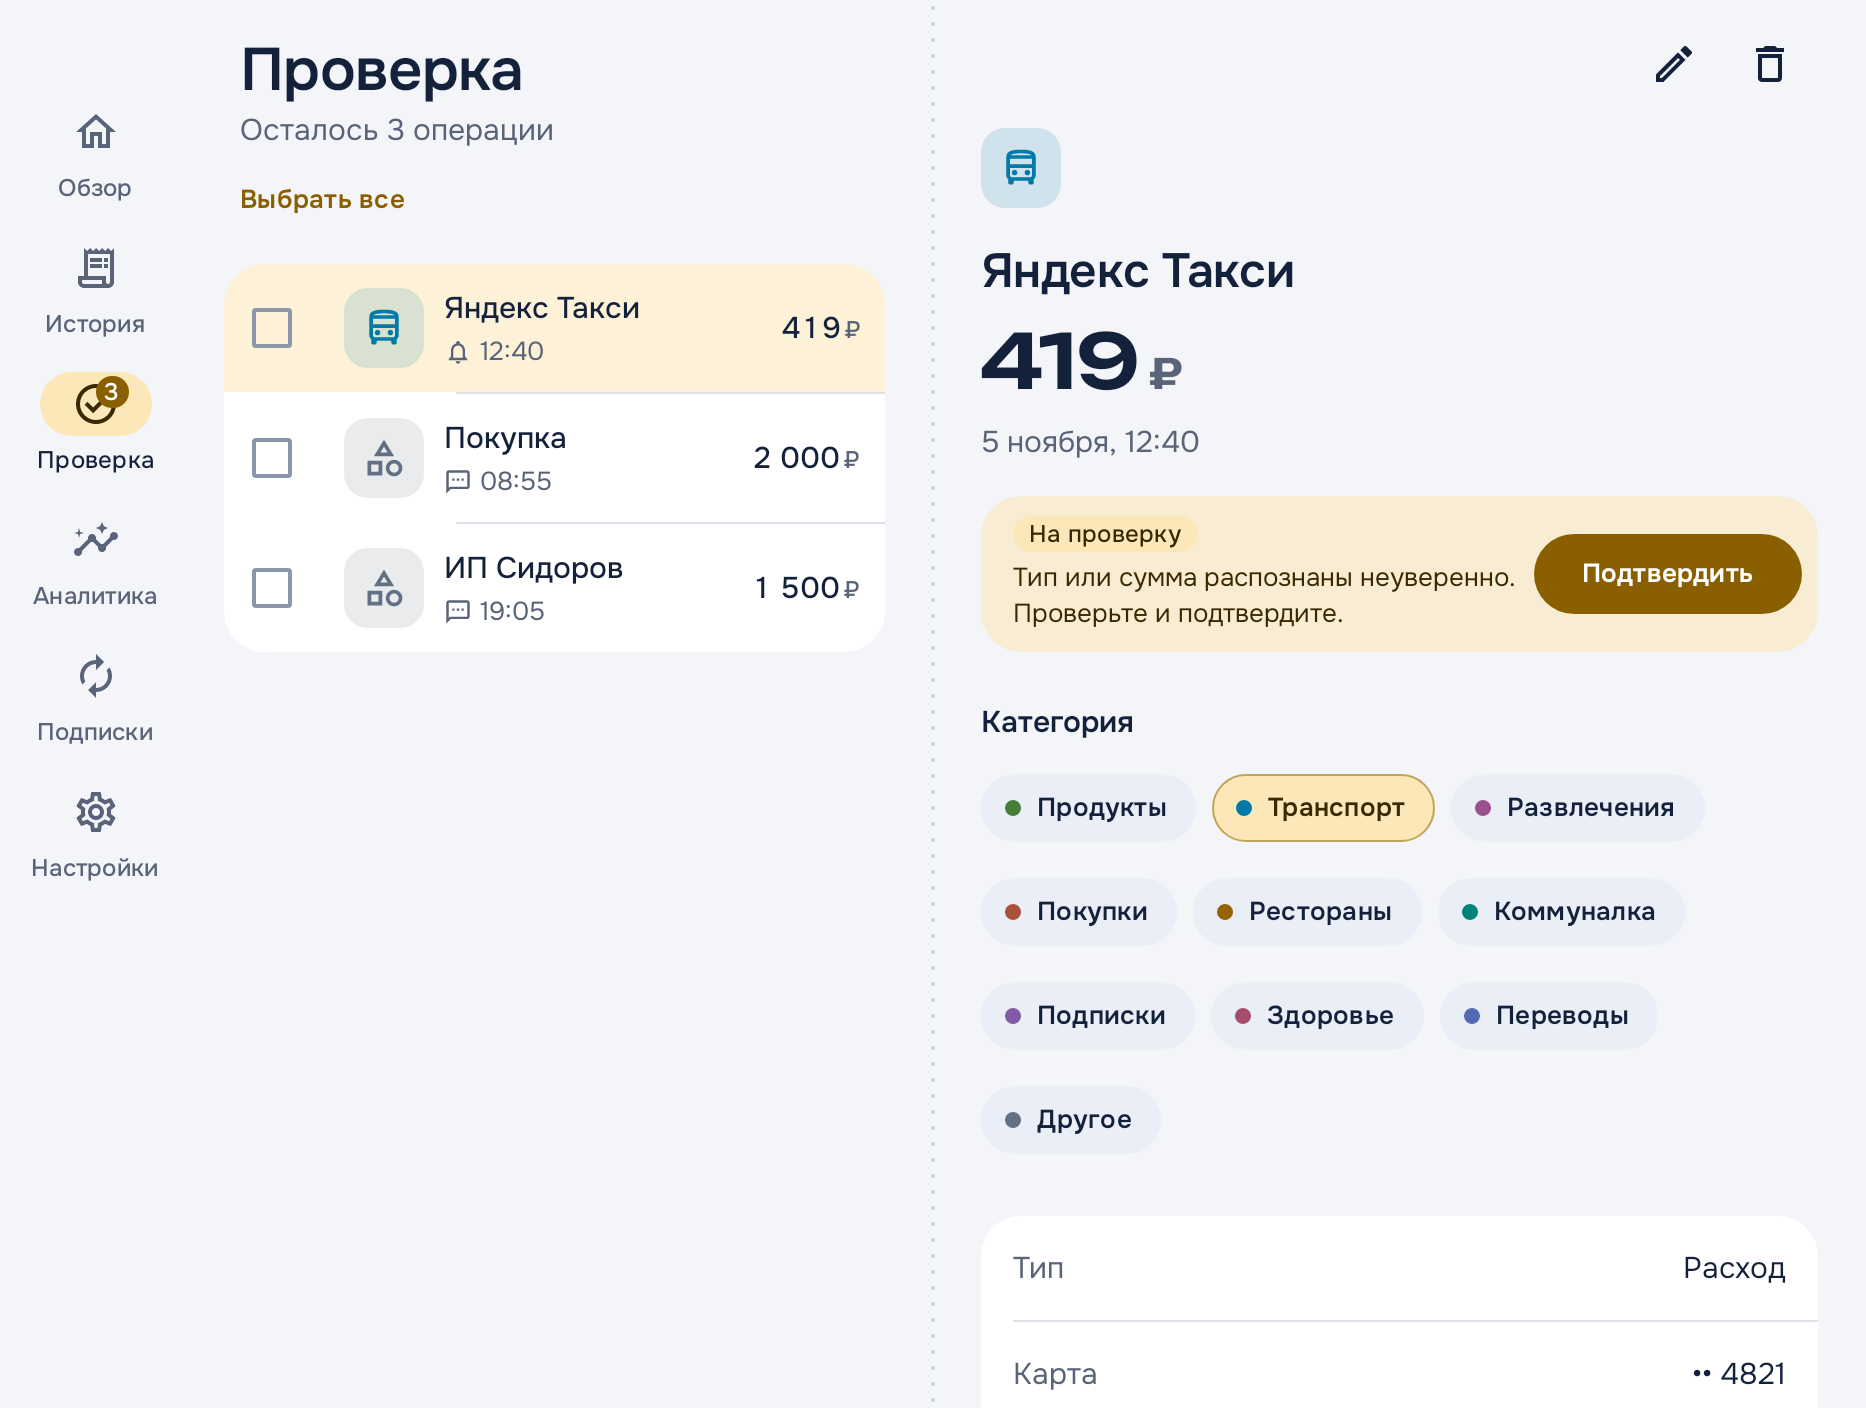 Обзор
История
3
Проверка
Аналитика
Подписки
Настройки
Проверка
Осталось 3 операции
Выбрать все
Яндекс Такси
12:40
419 ₽
Покупка
08:55
2 000 ₽
ИП Сидоров
19:05
1 500 ₽
Яндекс Такси
419 ₽
5 ноября, 12:40
На проверку
Тип или сумма распознаны неуверенно.
Проверьте и подтвердите.
Подтвердить
Категория
Продукты
Транспорт
Развлечения
Покупки
Рестораны
Коммуналка
Подписки
Здоровье
Переводы
Другое
Тип
Расход
Карта
•• 4821